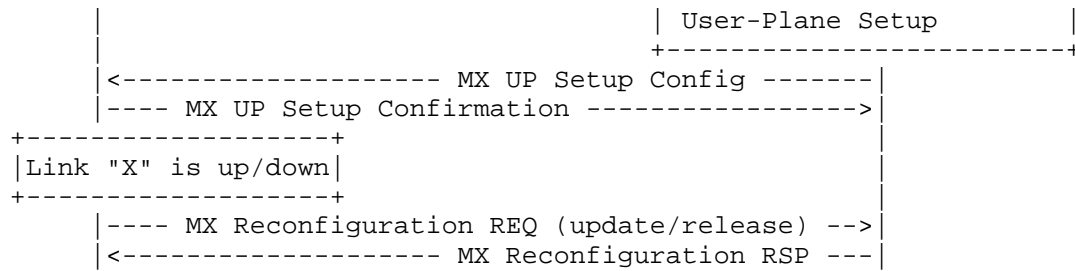 User-Plane Setup
<-------------------- MX UP Setup Config -------
---- MX UP Setup Confirmation ----------------->
Link "X" is up/down
---- MX Reconfiguration REQ (update/release) -->
<-------------------- MX Reconfiguration RSP ---